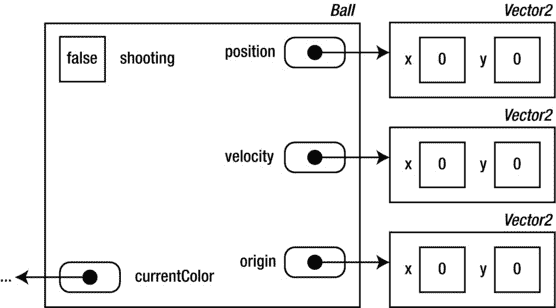 Ball Vector2
false shooting position x 0 y 0
Vector2
velocity x 0 y 0
Vector2
... currentColor origin x 0 y 0